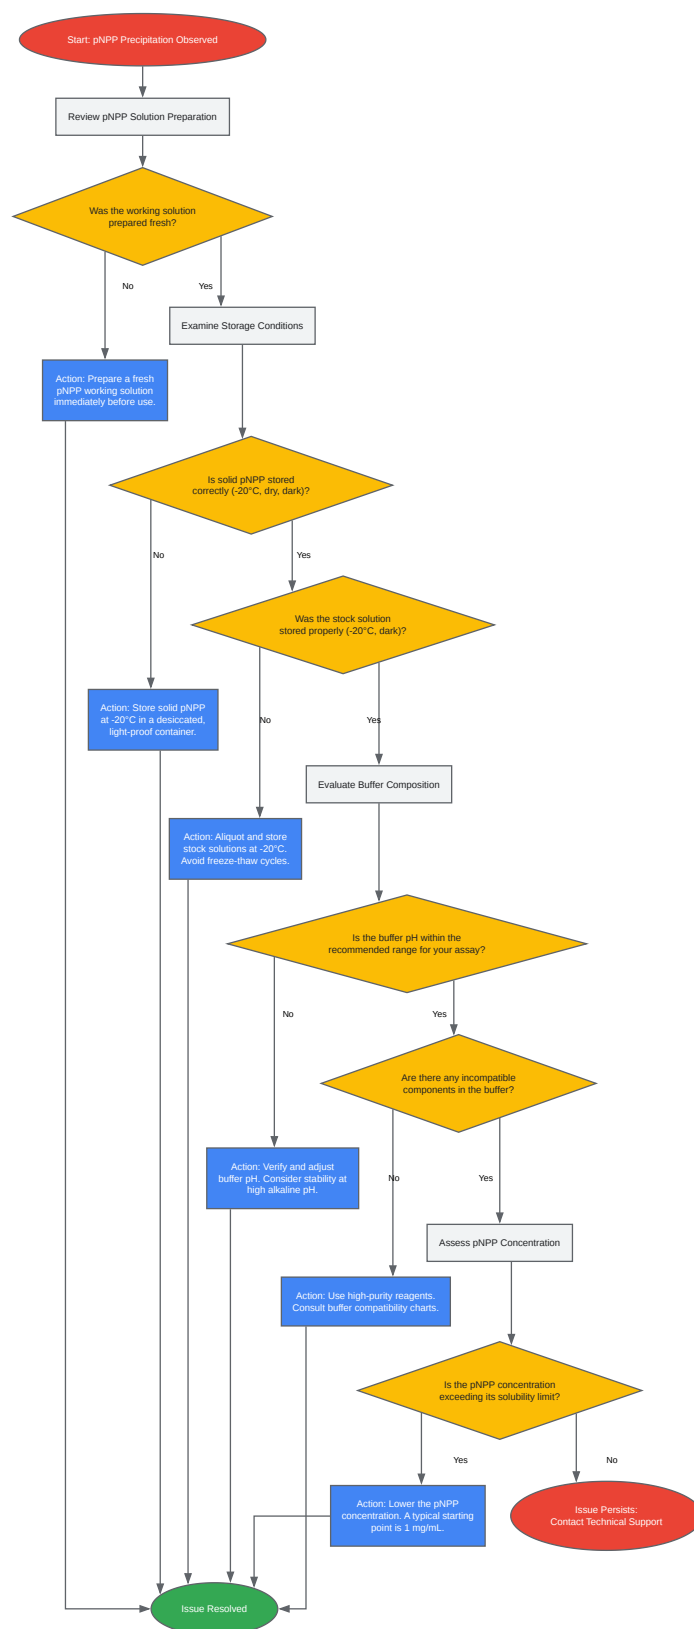 Start: pNPP Precipitation Observed
Review pNPP Solution Preparation
Was the working solution
prepared fresh?
No
Yes
Examine Storage Conditions
Action: Prepare a fresh
pNPP working solution
immediately before use.
Is solid pNPP stored
correctly (-20°C, dry, dark)?
No
Yes
Was the stock solution
stored properly (-20°C, dark)?
Action: Store solid pNPP
at -20°C in a desiccated,
light-proof container.
No
Yes
Evaluate Buffer Composition
Action: Aliquot and store
stock solutions at -20°C.
Avoid freeze-thaw cycles.
Is the buffer pH within the
recommended range for your assay?
No
Yes
Are there any incompatible
components in the buffer?
Action: Verify and adjust
buffer pH. Consider stability at
high alkaline pH.
No
Yes
Assess pNPP Concentration
Action: Use high-purity reagents.
Consult buffer compatibility charts.
Is the pNPP concentration
exceeding its solubility limit?
Yes
No
Action: Lower the pNPP
concentration. A typical starting
point is 1 mg/mL.
Issue Persists:
Contact Technical Support
Issue Resolved